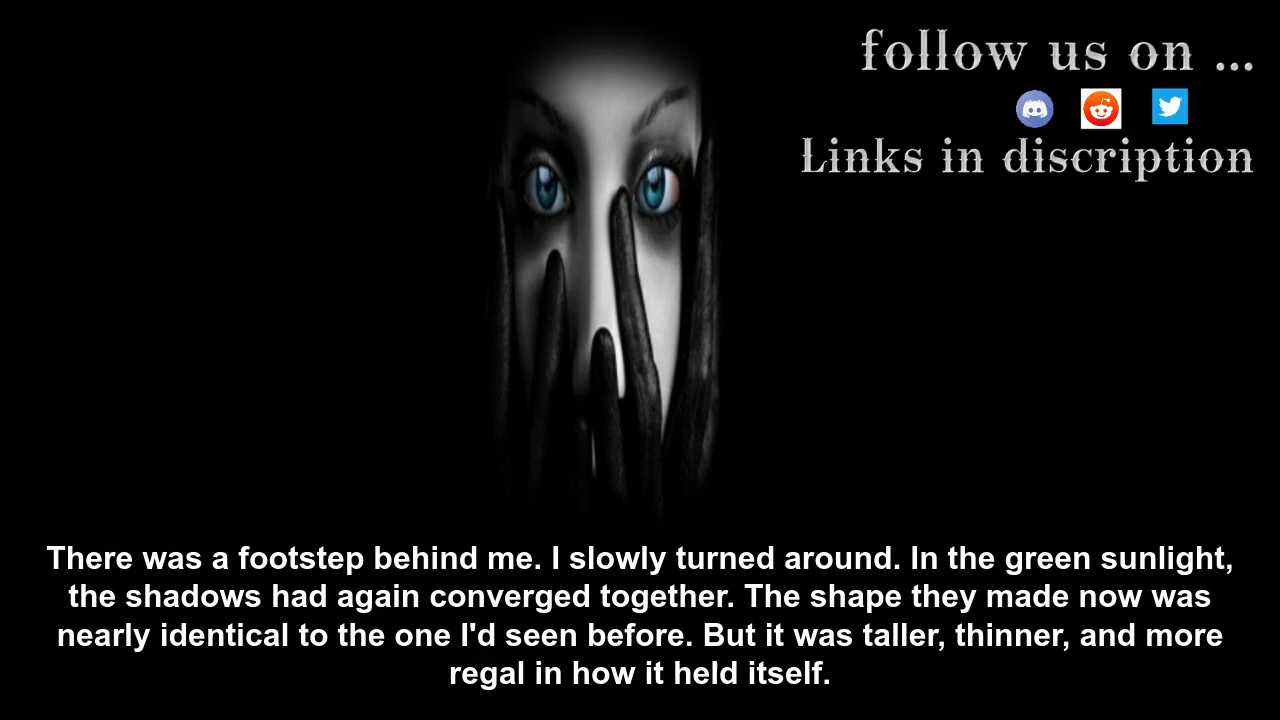 follow us on ...
Links in discription
There was a footstep behind me. I slowly turned around. In the green sunlight,
the shadows had again converged together. The shape they made now was
nearly identical to the one I'd seen before. But it was taller, thinner, and more
regal in how it held itself.